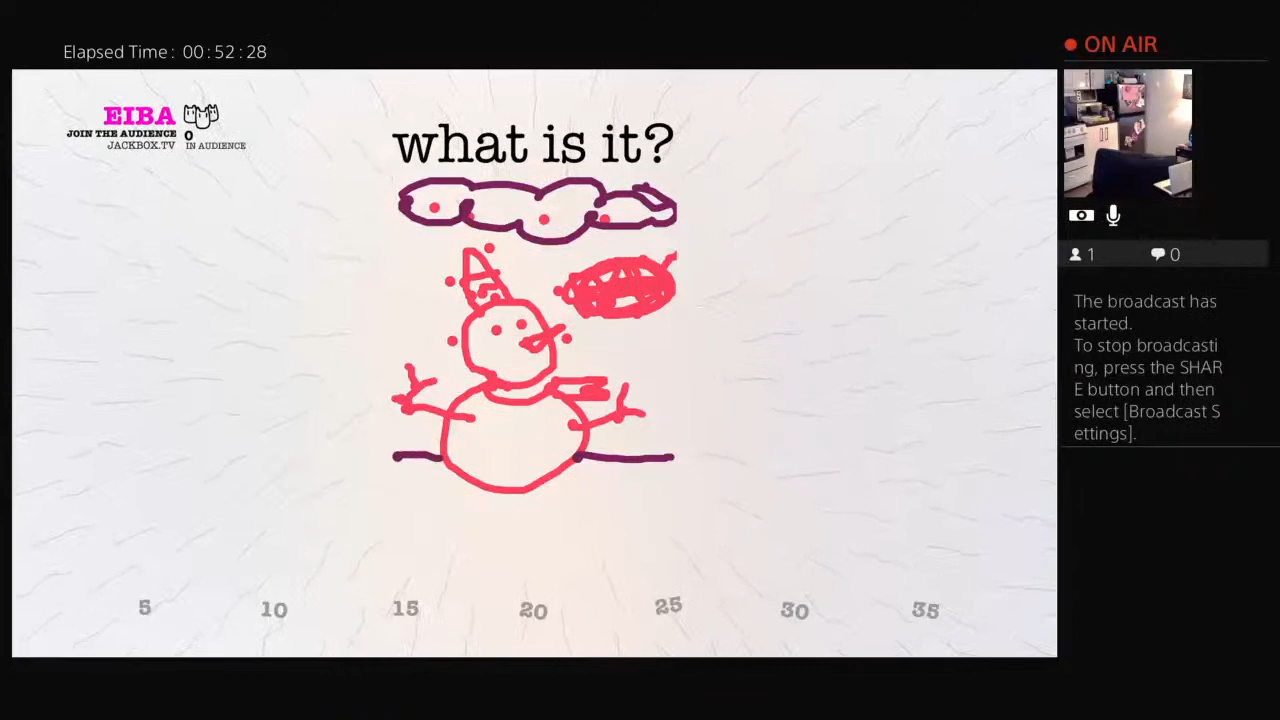 Elapsed Time: 00:52:28
ON AIR
EIBA
JOIN THE AUDIENCE 0
JACKBOX.TV IN AUDIENCE
what is it?
1 0
The broadcast has
started.
To stop broadcasti
ng, press the SHAR
E button and then
select [Broadcast S
ettings].
5 10 15 20 25 30 35